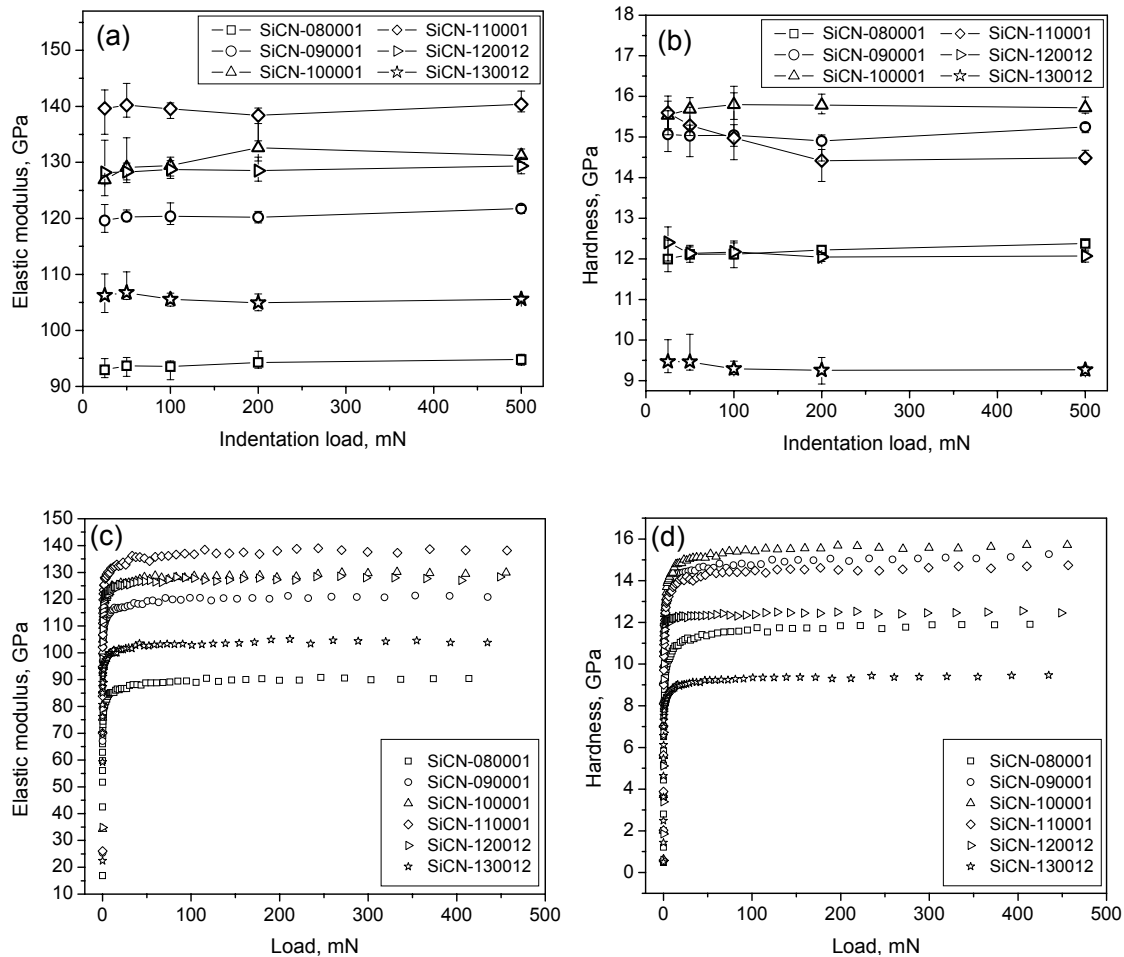 (a)
SiCN-080001 SiCN-110001
SiCN-090001 SiCN-120012
SiCN-100001 SiCN-130012
150
140
130
120
110
100
90
Elastic modulus, GPa
0 100 200 300 400 500
Indentation load, mN
(b)
SiCN-080001 SiCN-110001
SiCN-090001 SiCN-120012
SiCN-100001 SiCN-130012
18
17
16
15
14
13
12
11
10
9
Hardness, GPa
0 100 200 300 400 500
Indentation load, mN
(c)
150
140
130
120
110
100
90
80
70
60
50
40
30
20
10
Elastic modulus, GPa
SiCN-080001
SiCN-090001
SiCN-100001
SiCN-110001
SiCN-120012
SiCN-130012
0 100 200 300 400 500
Load, mN
(d)
16
14
12
10
8
6
4
2
0
Hardness, GPa
SiCN-080001
SiCN-090001
SiCN-100001
SiCN-110001
SiCN-120012
SiCN-130012
0 100 200 300 400 500
Load, mN